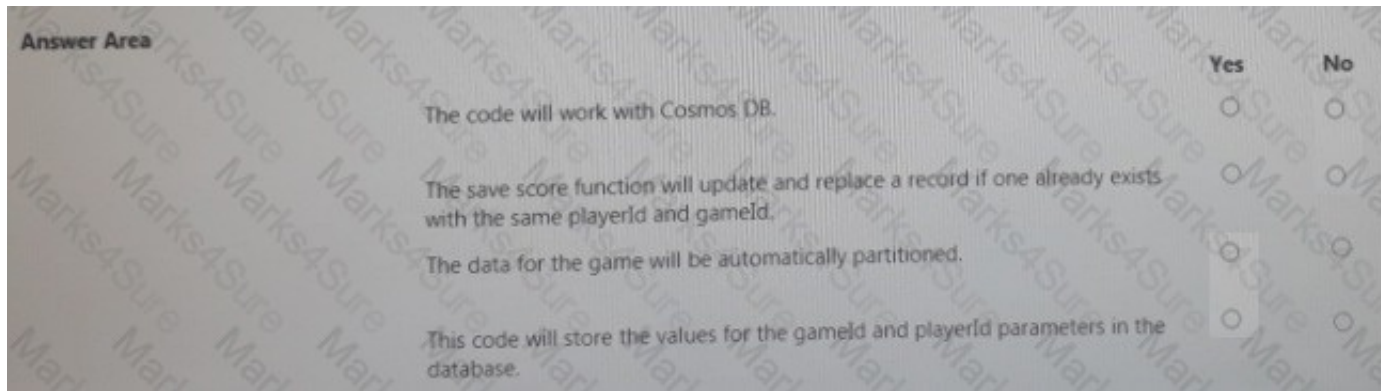 Answer Area
Yes No
The code will work with Cosmos DB.
The save score function will update and replace a record if one already exists
with the same playerId and gameId.
The data for the game will be automatically partitioned.
This code will store the values for the gameId and playerId parameters in the
database.
Marks4Sure